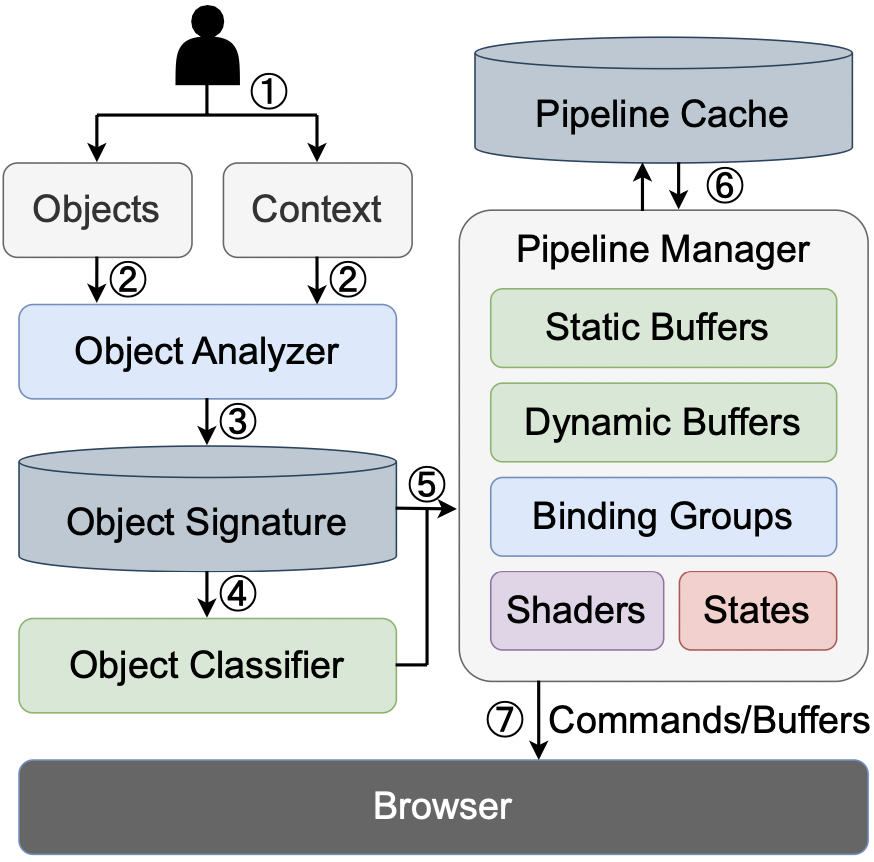 ①
Objects
Context
②
②
Object Analyzer
③
Object Signature
④
Object Classifier
⑤
Pipeline Cache
⑥
Pipeline Manager
Static Buffers
Dynamic Buffers
Binding Groups
Shaders
States
⑦
Commands/Buffers
Browser